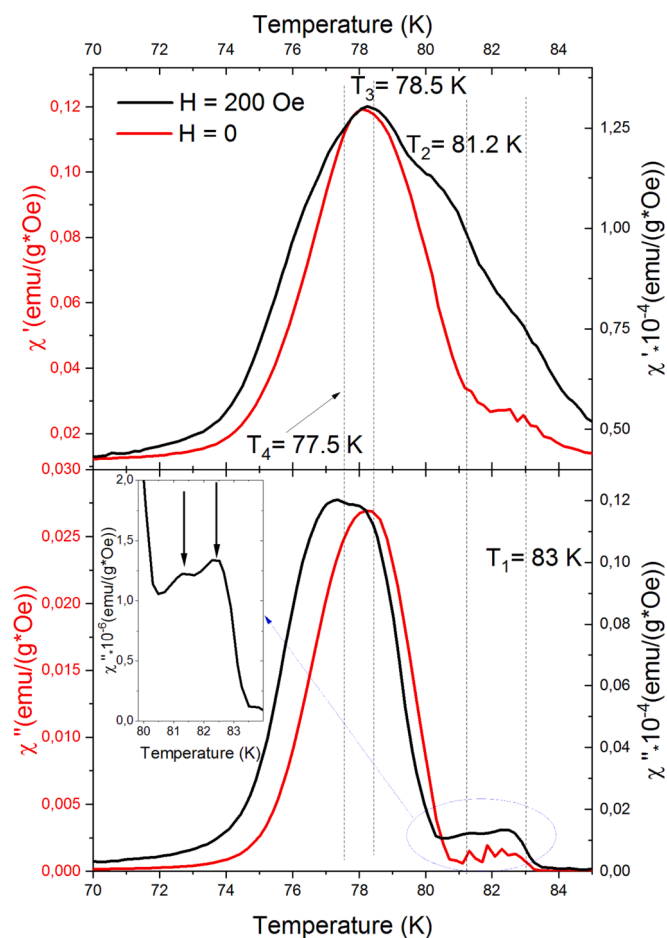 Temperature (K)
70 72 74 76 78 80 82 84
T3= 78.5 K
H = 200 Oe
H = 0
T2= 81.2 K
0,12
0,10
0,08
0,06
0,04
0,02
0,01
0,030
χ'(emu/(g*Oe))
1,25
1,00
0,75
0,50
χ'*10-4(emu/(g*Oe))
T4= 77.5 K
2,0
1,5
1,0
0,5
0,0
χ''*10-6(emu/(g*Oe))
80 81 82 83
Temperature (K)
T1= 83 K
0,025
0,020
0,015
0,010
0,005
0,000
χ''(emu/(g*Oe))
0,12
0,10
0,08
0,06
0,04
0,02
0,01
0,00
χ''*10-4(emu/(g*Oe))
70 72 74 76 78 80 82 84
Temperature (K)